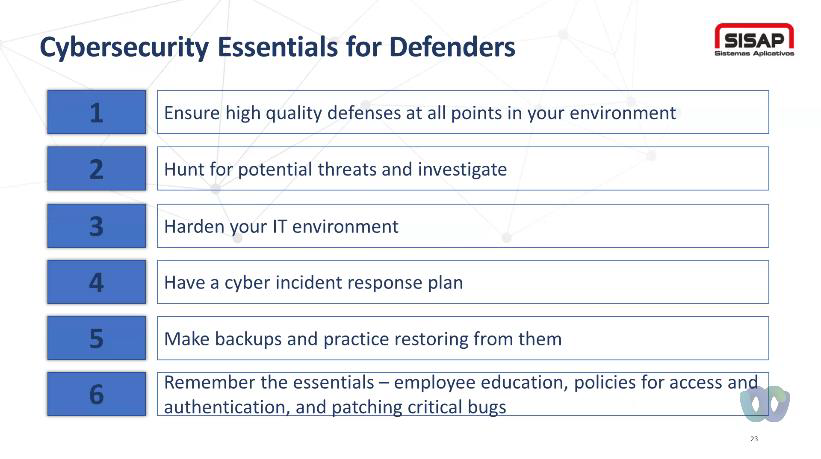 Cybersecurity Essentials for Defenders
SISAP
Sistemas Aplicativos
1
Ensure high quality defenses at all points in your environment
2
Hunt for potential threats and investigate
3
Harden your IT environment
4
Have a cyber incident response plan
5
Make backups and practice restoring from them
6
Remember the essentials – employee education, policies for access and
authentication, and patching critical bugs
23